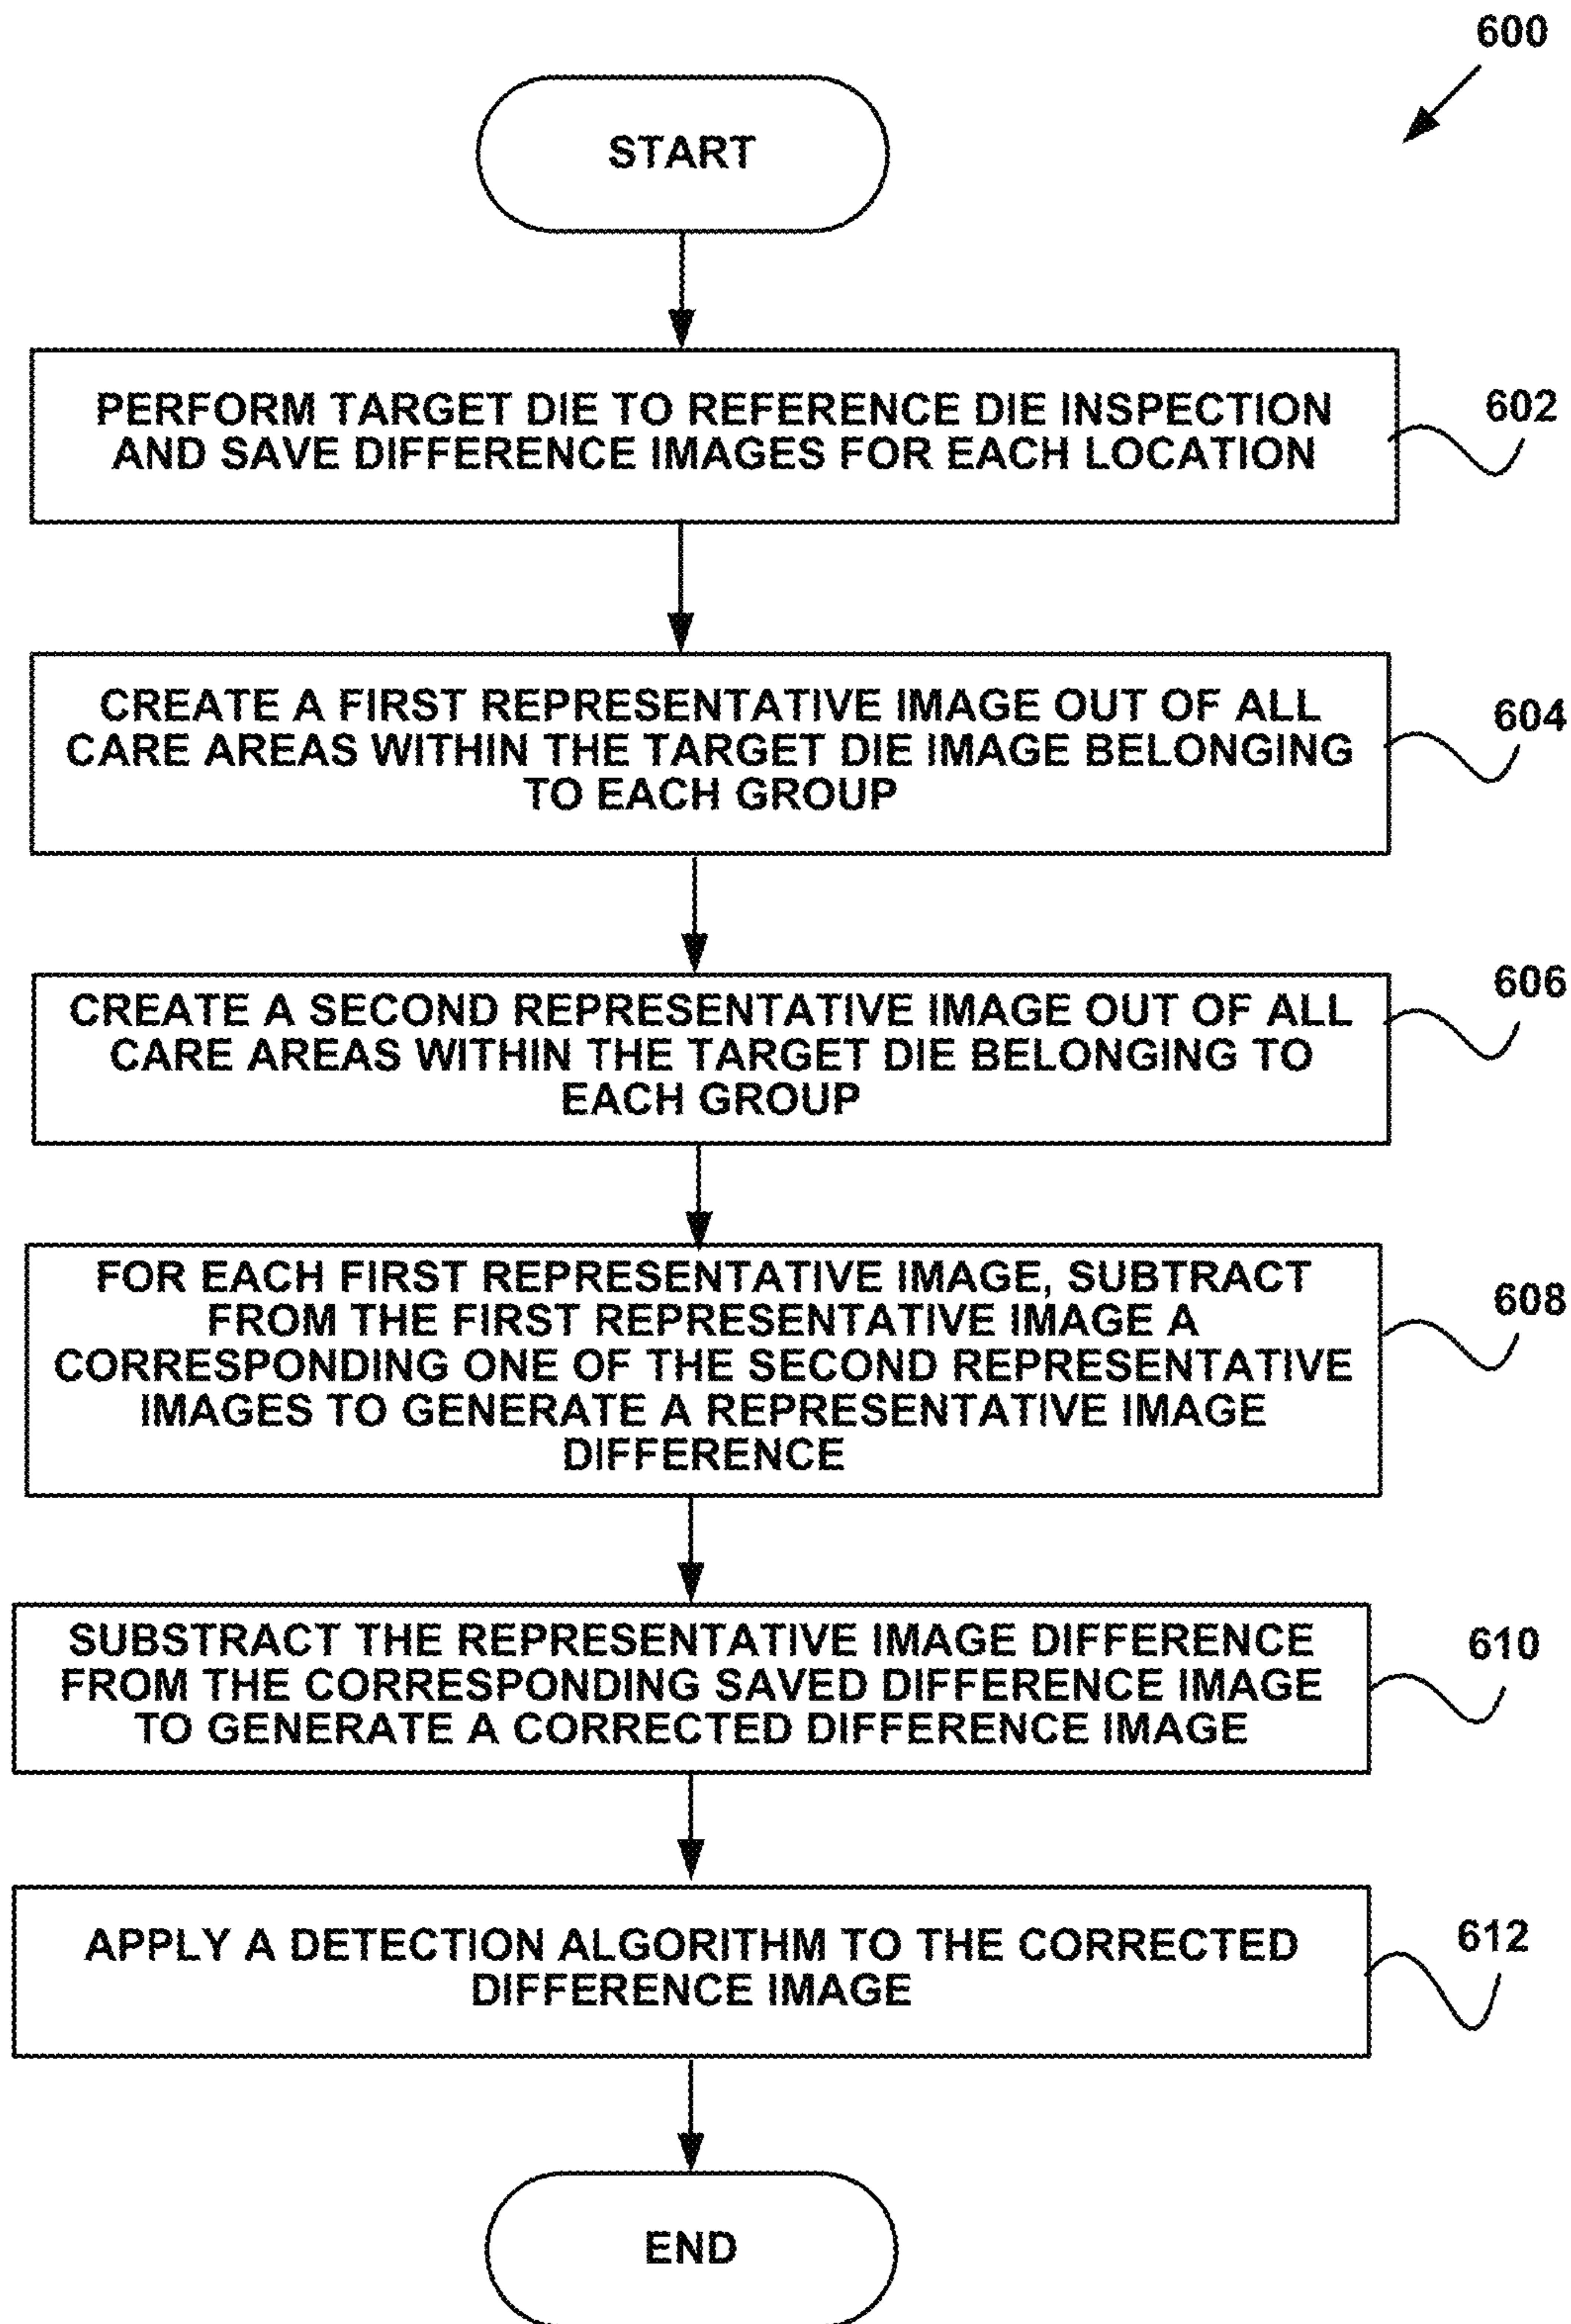 600
START
PERFORM TARGET DIE TO REFERENCE DIE INSPECTION
AND SAVE DIFFERENCE IMAGES FOR EACH LOCATION
602
CREATE A FIRST REPRESENTATIVE IMAGE OUT OF ALL
CARE AREAS WITHIN THE TARGET DIE IMAGE BELONGING
TO EACH GROUP
604
CREATE A SECOND REPRESENTATIVE IMAGE OUT OF ALL
CARE AREAS WITHIN THE TARGET DIE BELONGING TO
EACH GROUP
606
FOR EACH FIRST REPRESENTATIVE IMAGE, SUBTRACT
FROM THE FIRST REPRESENTATIVE IMAGE A
CORRESPONDING ONE OF THE SECOND REPRESENTATIVE
IMAGES TO GENERATE A REPRESENTATIVE IMAGE
DIFFERENCE
608
SUBSTRACT THE REPRESENTATIVE IMAGE DIFFERENCE
FROM THE CORRESPONDING SAVED DIFFERENCE IMAGE
TO GENERATE A CORRECTED DIFFERENCE IMAGE
610
APPLY A DETECTION ALGORITHM TO THE CORRECTED
DIFFERENCE IMAGE
612
END